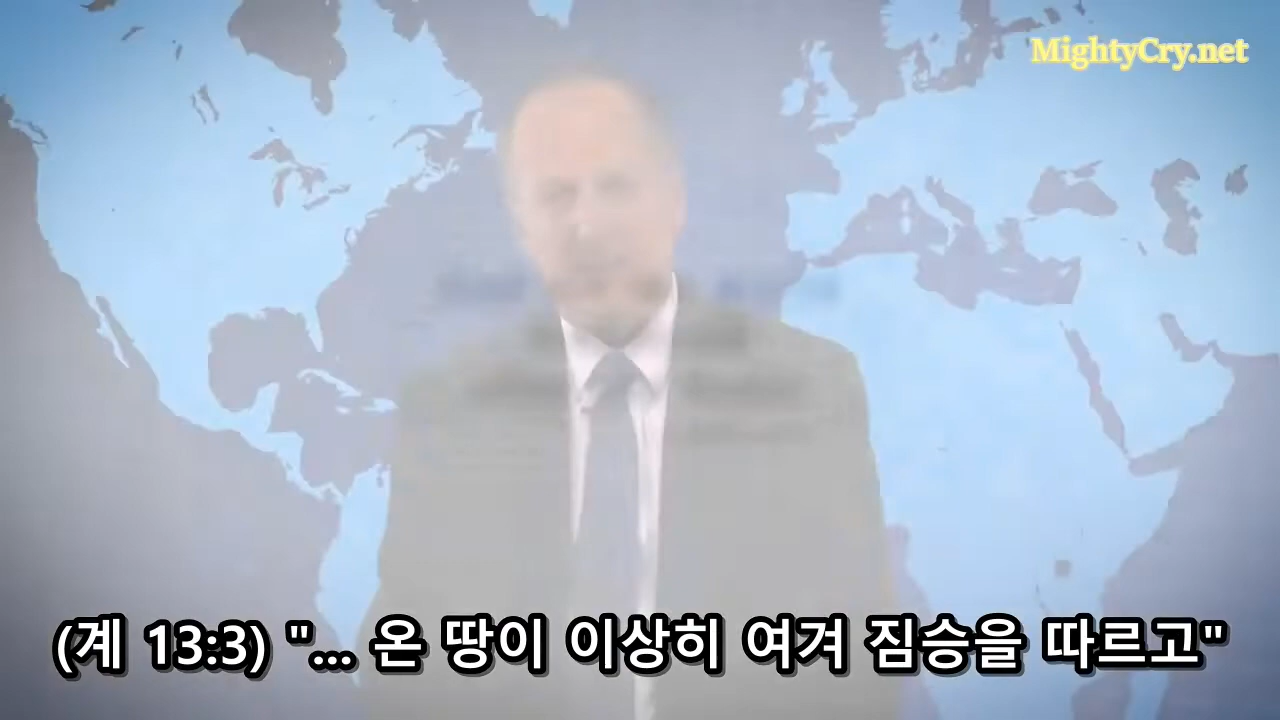 MightyCry.net
(계 13:3) "... 온 땅이 이상히 여겨 짐승을 따르고"